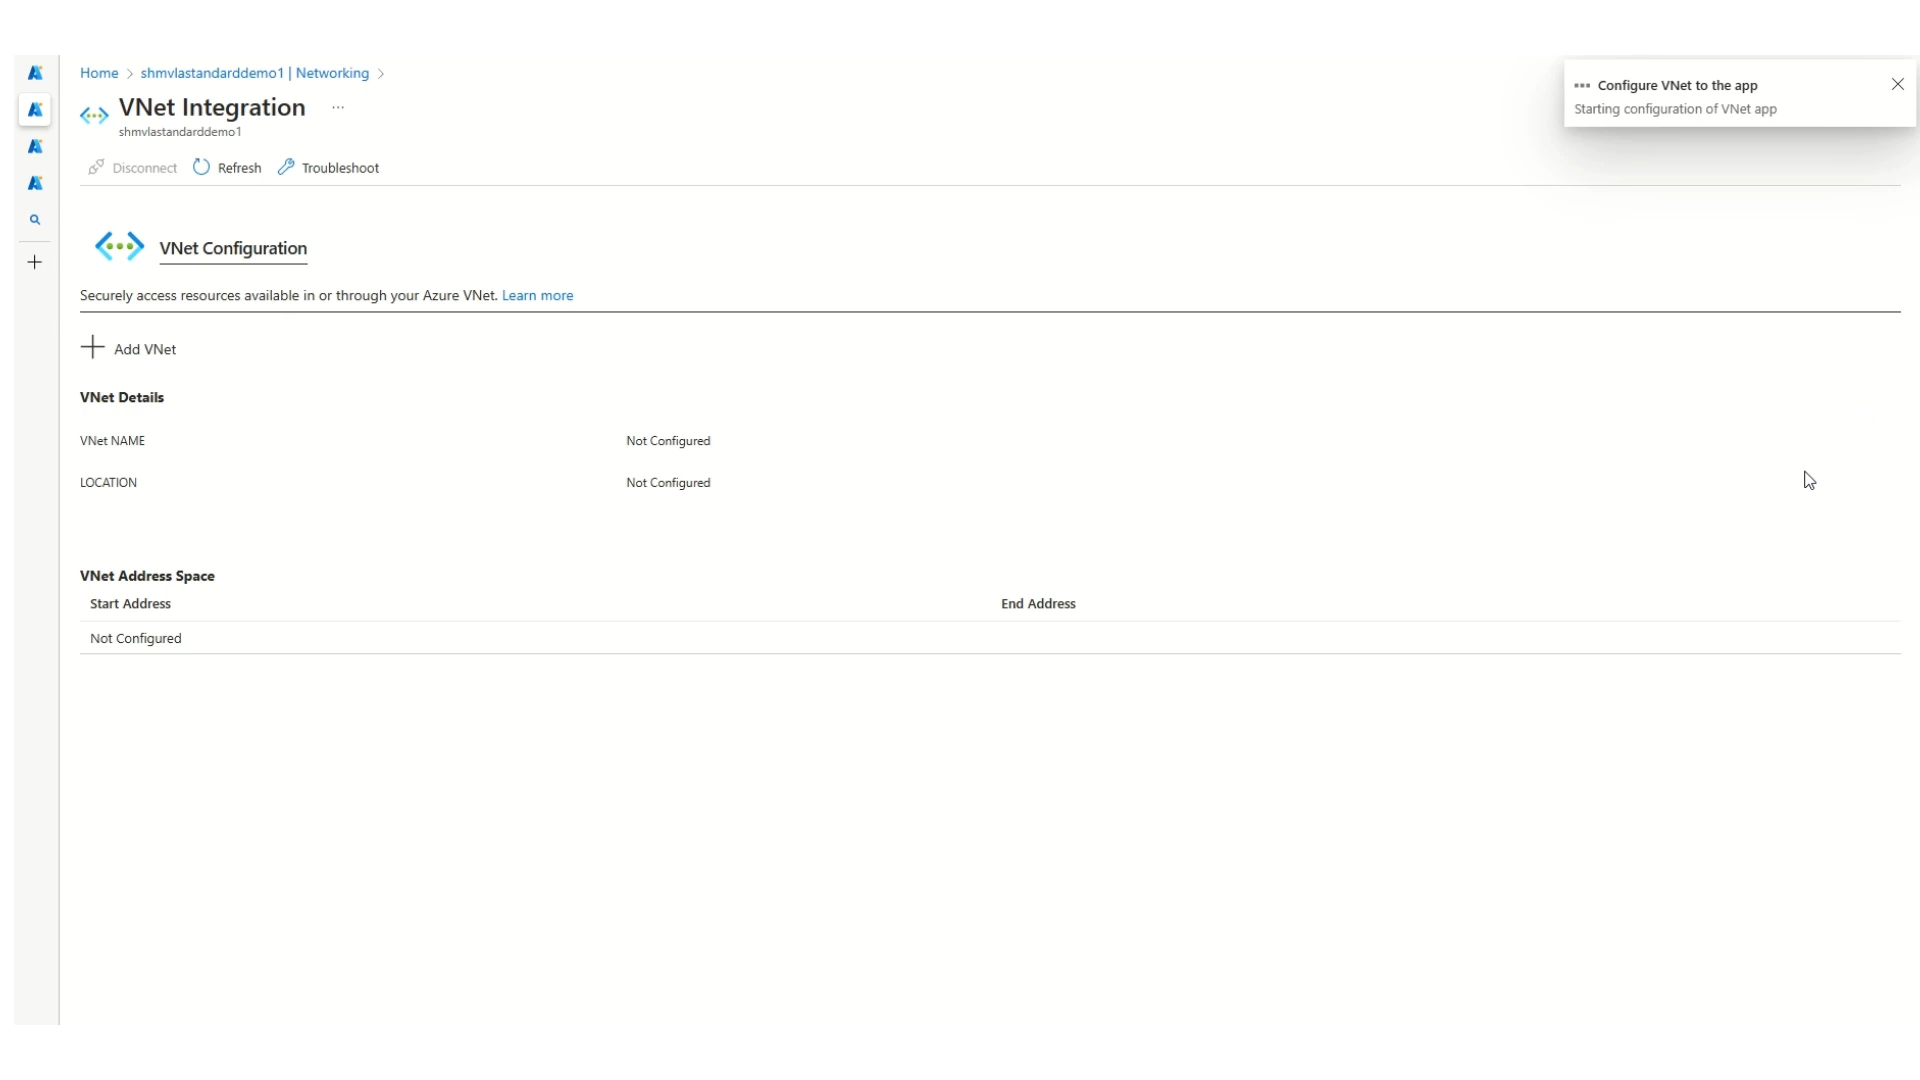 Home > shmvlastandarddemo1 | Networking >
VNet Integration ...
shmvlastandarddemo1
Disconnect Refresh Troubleshoot
Configure VNet to the app
Starting configuration of VNet app
VNet Configuration
Securely access resources available in or through your Azure VNet. Learn more
Add VNet
VNet Details
VNet NAME Not Configured
LOCATION Not Configured
VNet Address Space
Start Address End Address
Not Configured